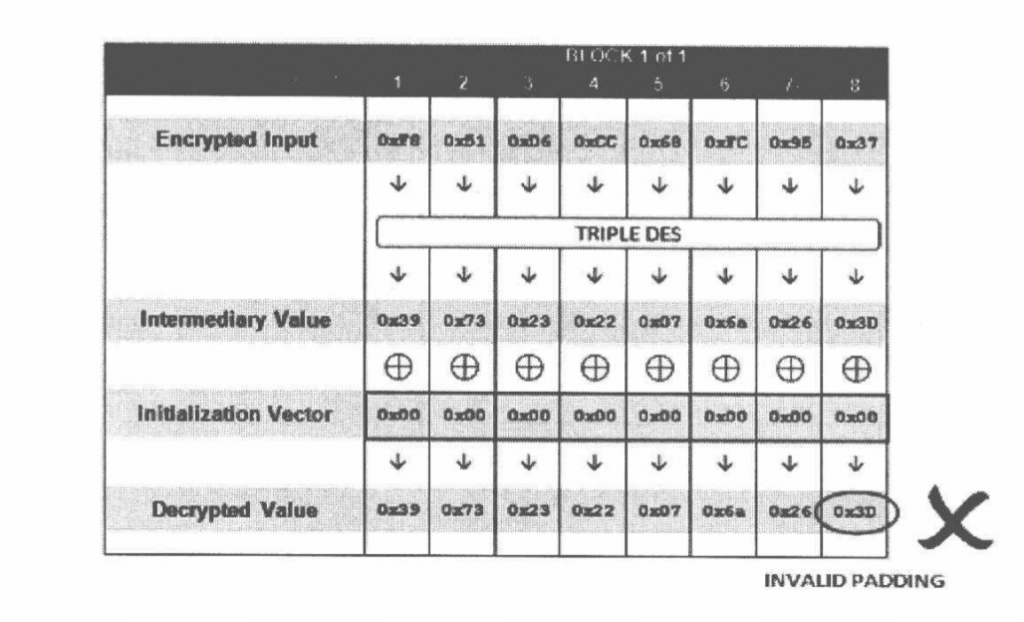 BLOCK 1 of 1
1 2 3 4 5 6 7 8
Encrypted Input 0xF8 0x51 0xD6 0xCC 0x68 0xFC 0x95 0x37
TRIPLE DES
Intermediary Value 0x39 0x73 0x23 0x22 0x07 0x6a 0x26 0x3D
Initialization Vector 0x00 0x00 0x00 0x00 0x00 0x00 0x00 0x00
Decrypted Value 0x39 0x73 0x23 0x22 0x07 0x6a 0x26 0x3D
INVALID PADDING